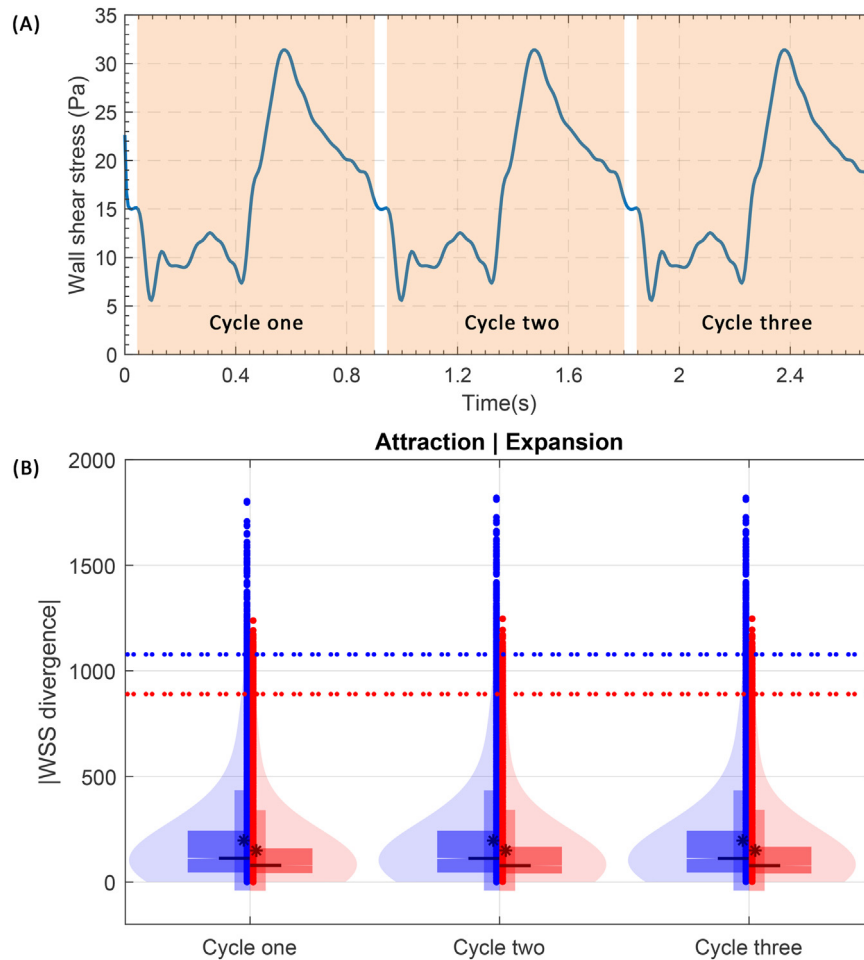 (A)
Wall shear stress (Pa)
35
30
25
20
15
10
5
0
Cycle one Cycle two Cycle three
0 0.4 0.8 1.2 1.6 2 2.4
Time(s)
(B)
Attraction | Expansion
|WSS divergence|
2000
1500
1000
500
0
Cycle one Cycle two Cycle three